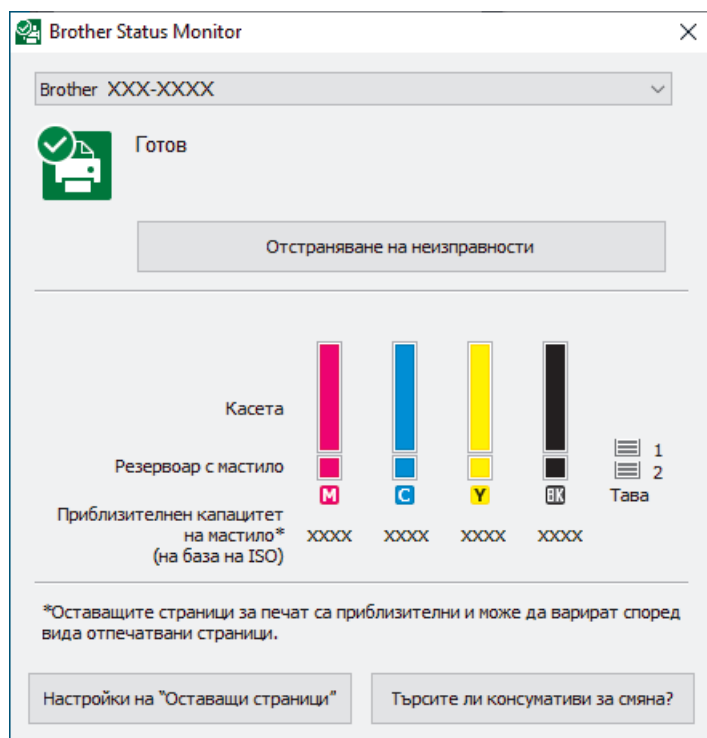 Brother Status Monitor
Brother XXX-XXXX
Готов
Отстраняване на неизправности
Касета
Резервоар с мастило
1
2
M C Y BK Тава
Приблизителнен капацитет
на мастило* XXXX XXXX XXXX XXXX
(на база на ISO)
*Оставащите страници за печат са приблизителни и може да варират според
вида отпечатвани страници.
Настройки на "Оставащи страници"
Търсите ли консумативи за смяна?